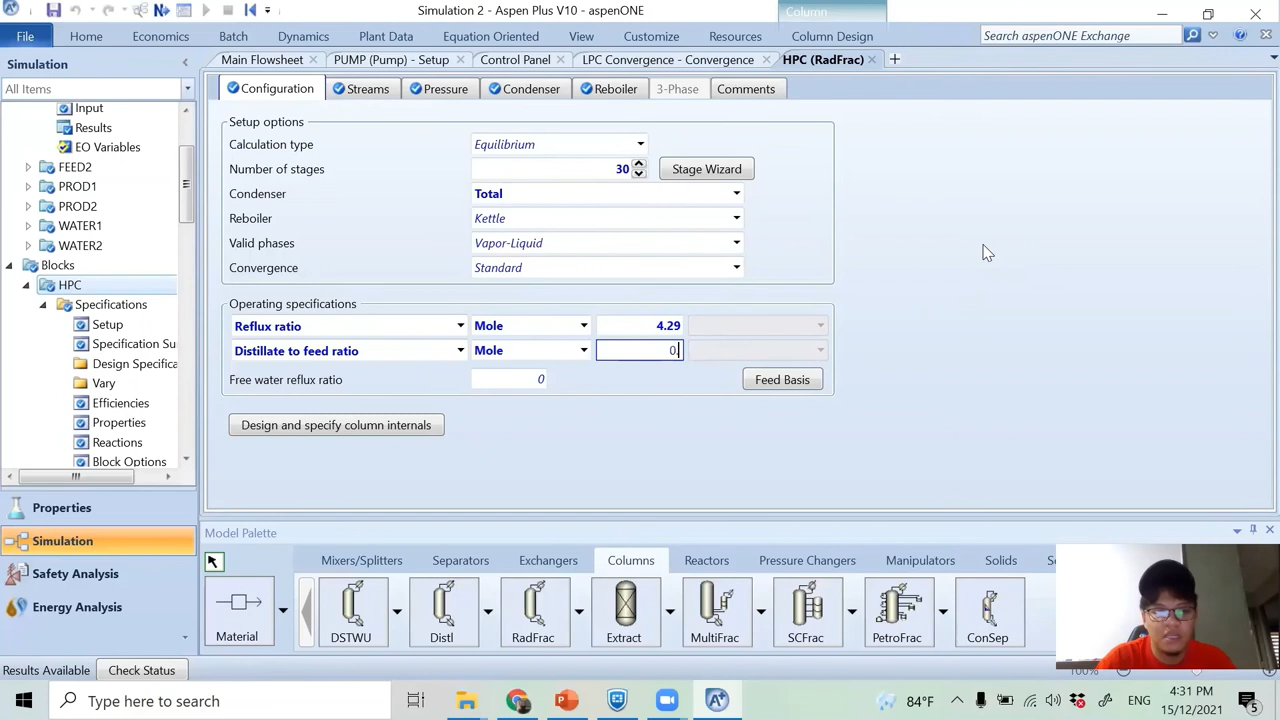 Simulation 2 - Aspen Plus V10 - aspenONE
Column
File
Home
Economics
Batch
Dynamics
Plant Data
Equation Oriented
View
Customize
Resources
Column Design
Search aspenONE Exchange
Simulation
Main Flowsheet
PUMP (Pump) - Setup
Control Panel
LPC Convergence - Convergence
HPC (RadFrac)
All Items
Configuration
Streams
Pressure
Condenser
Reboiler
3-Phase
Comments
Input
Results
EO Variables
FEED2
PROD1
PROD2
WATER1
WATER2
Blocks
HPC
Specifications
Setup
Specification Su
Design Specifica
Vary
Efficiencies
Properties
Reactions
Block Options
Setup options
Calculation type
Equilibrium
Number of stages
30
Stage Wizard
Condenser
Total
Reboiler
Kettle
Valid phases
Vapor-Liquid
Convergence
Standard
Operating specifications
Reflux ratio
Mole
4.29
Distillate to feed ratio
Mole
0.
Free water reflux ratio
0
Feed Basis
Design and specify column internals
Properties
Simulation
Safety Analysis
Energy Analysis
Model Palette
Mixers/Splitters
Separators
Exchangers
Columns
Reactors
Pressure Changers
Manipulators
Solids
Material
DSTWU
Distl
RadFrac
Extract
MultiFrac
SCFrac
PetroFrac
ConSep
Results Available
Check Status
100%
Type here to search
84°F
ENG
4:31 PM
15/12/2021
5